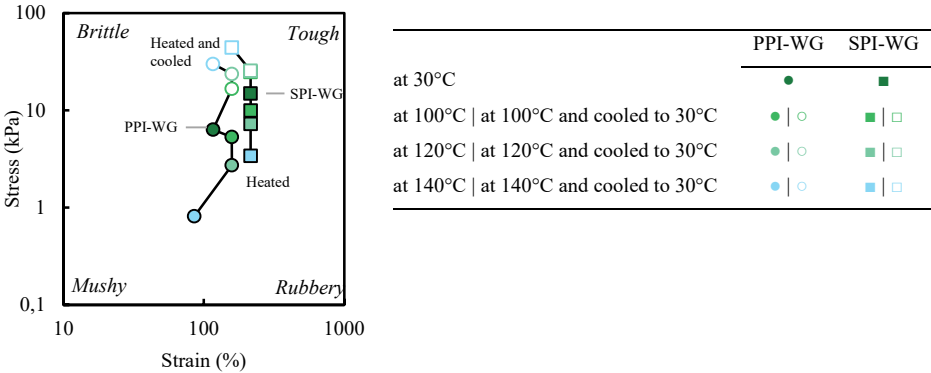 100
10
1
0,1
Stress (kPa)
Brittle
Tough
Heated and
cooled
SPI-WG
PPI-WG
Heated
Mushy
Rubbery
10
100
1000
Strain (%)
PPI-WG SPI-WG
at 30°C
at 100°C | at 100°C and cooled to 30°C | |
at 120°C | at 120°C and cooled to 30°C | |
at 140°C | at 140°C and cooled to 30°C | |